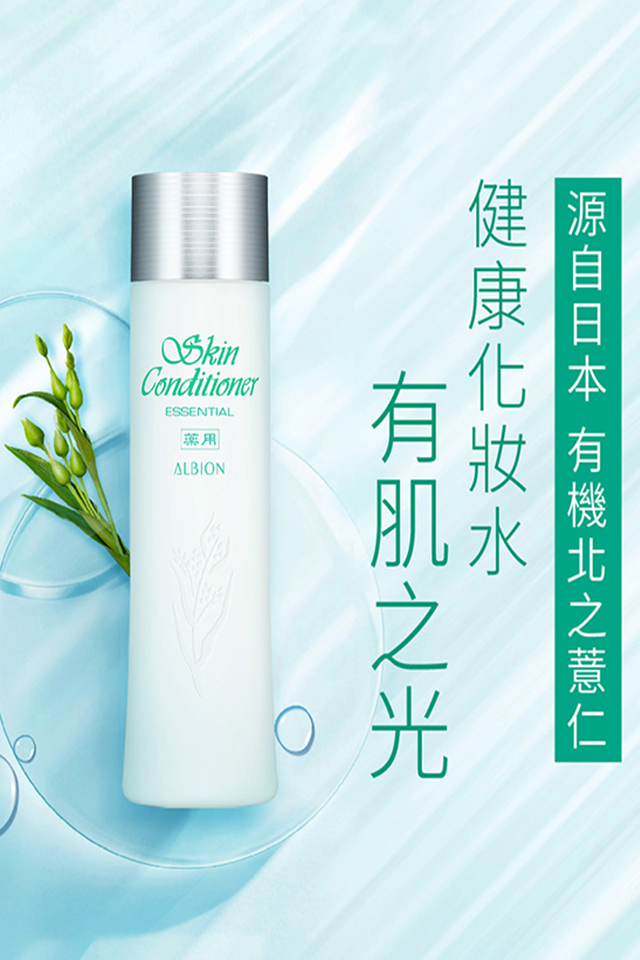 源自日本 有機北之薏仁
健康化妝水
有肌之光
Skin
Conditioner
ESSENTIAL
薬用
ALBION